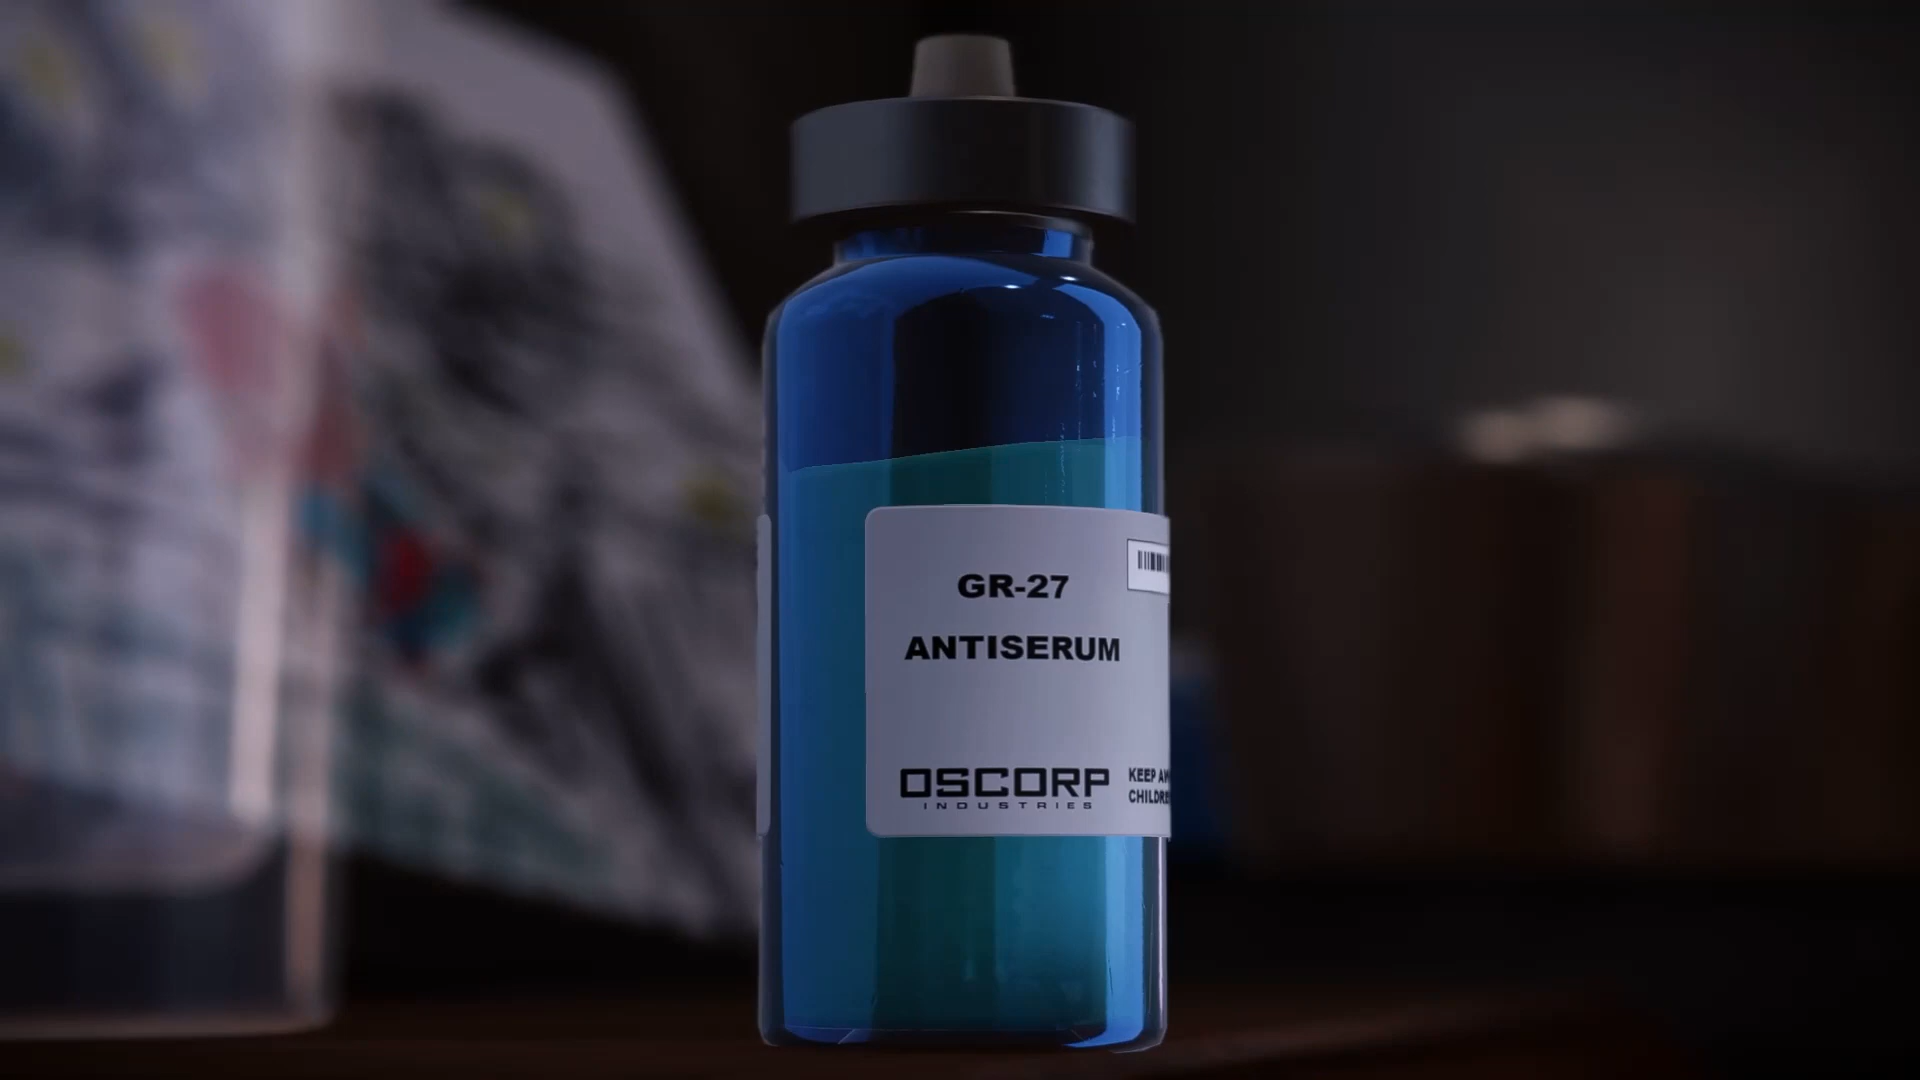 GR-27
ANTISERUM
OSCORP
INDUSTRIES
KEEP
CHILDRE